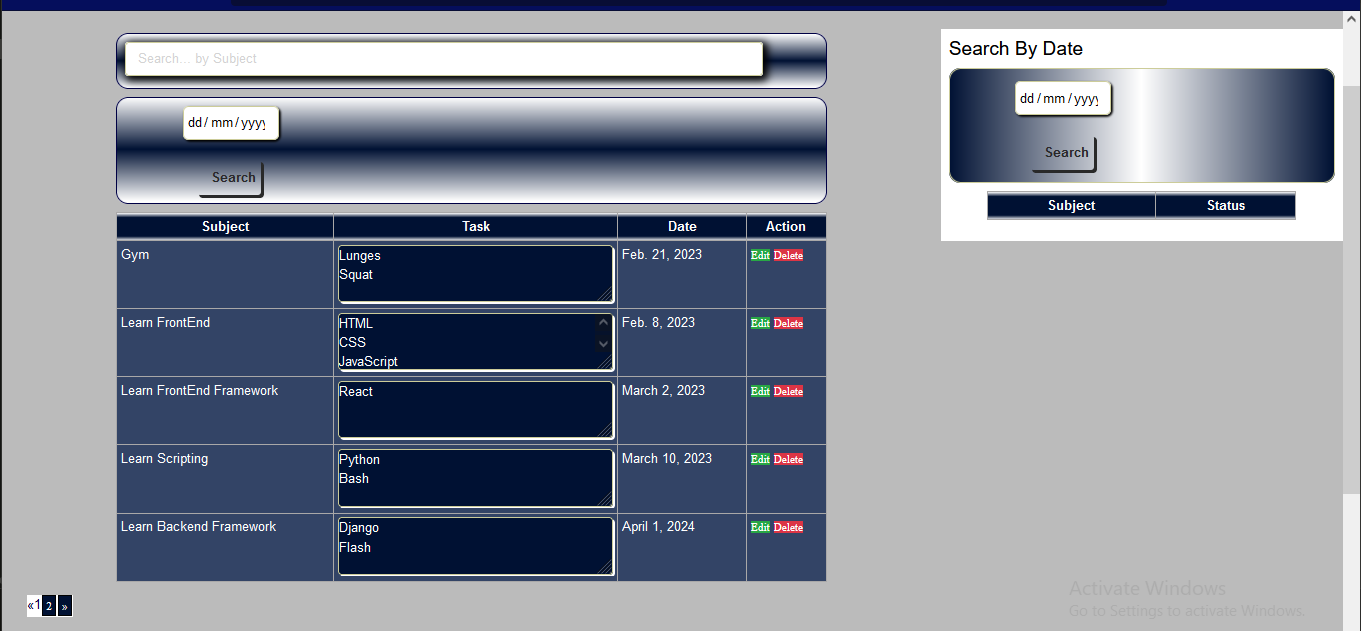 Search.... by Subject
dd/mm/yyyy
Search
Subject Task Date Action
Gym Lunges Feb. 21, 2023 Edit Delete
Squat
Learn FrontEnd HTML Feb. 8, 2023 Edit Delete
CSS
JavaScript
Learn FrontEnd Framework React March 2, 2023 Edit Delete
Learn Scripting Python March 10, 2023 Edit Delete
Bash
Learn Backend Framework Django April 1, 2024 Edit Delete
Flash
«1 2 »
Search By Date
dd/mm/yyyy
Search
Subject Status
Activate Windows
Go to Settings to activate Windows.